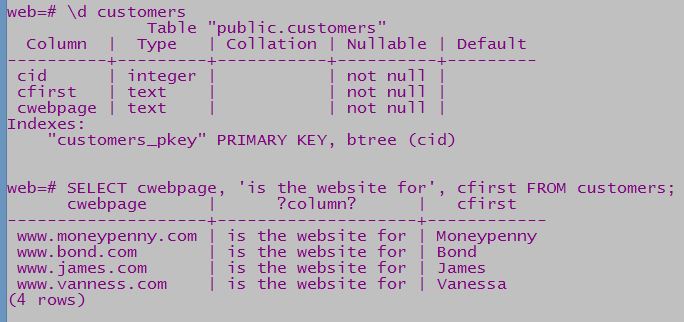 web=# \d customers
              Table "public.customers"
  Column  |  Type   | Collation | Nullable | Default
----------+---------+-----------+----------+---------
 cid      | integer |           | not null |
 cfirst   | text    |           | not null |
 cwebpage | text    |           | not null |
Indexes:
    "customers_pkey" PRIMARY KEY, btree (cid)
web=# SELECT cwebpage, 'is the website for', cfirst FROM customers;
      cwebpage      |      ?column?      |   cfirst
--------------------+--------------------+------------
 www.moneypenny.com | is the website for | Moneypenny
 www.bond.com       | is the website for | Bond
 www.james.com      | is the website for | James
 www.vanness.com    | is the website for | Vanessa
(4 rows)